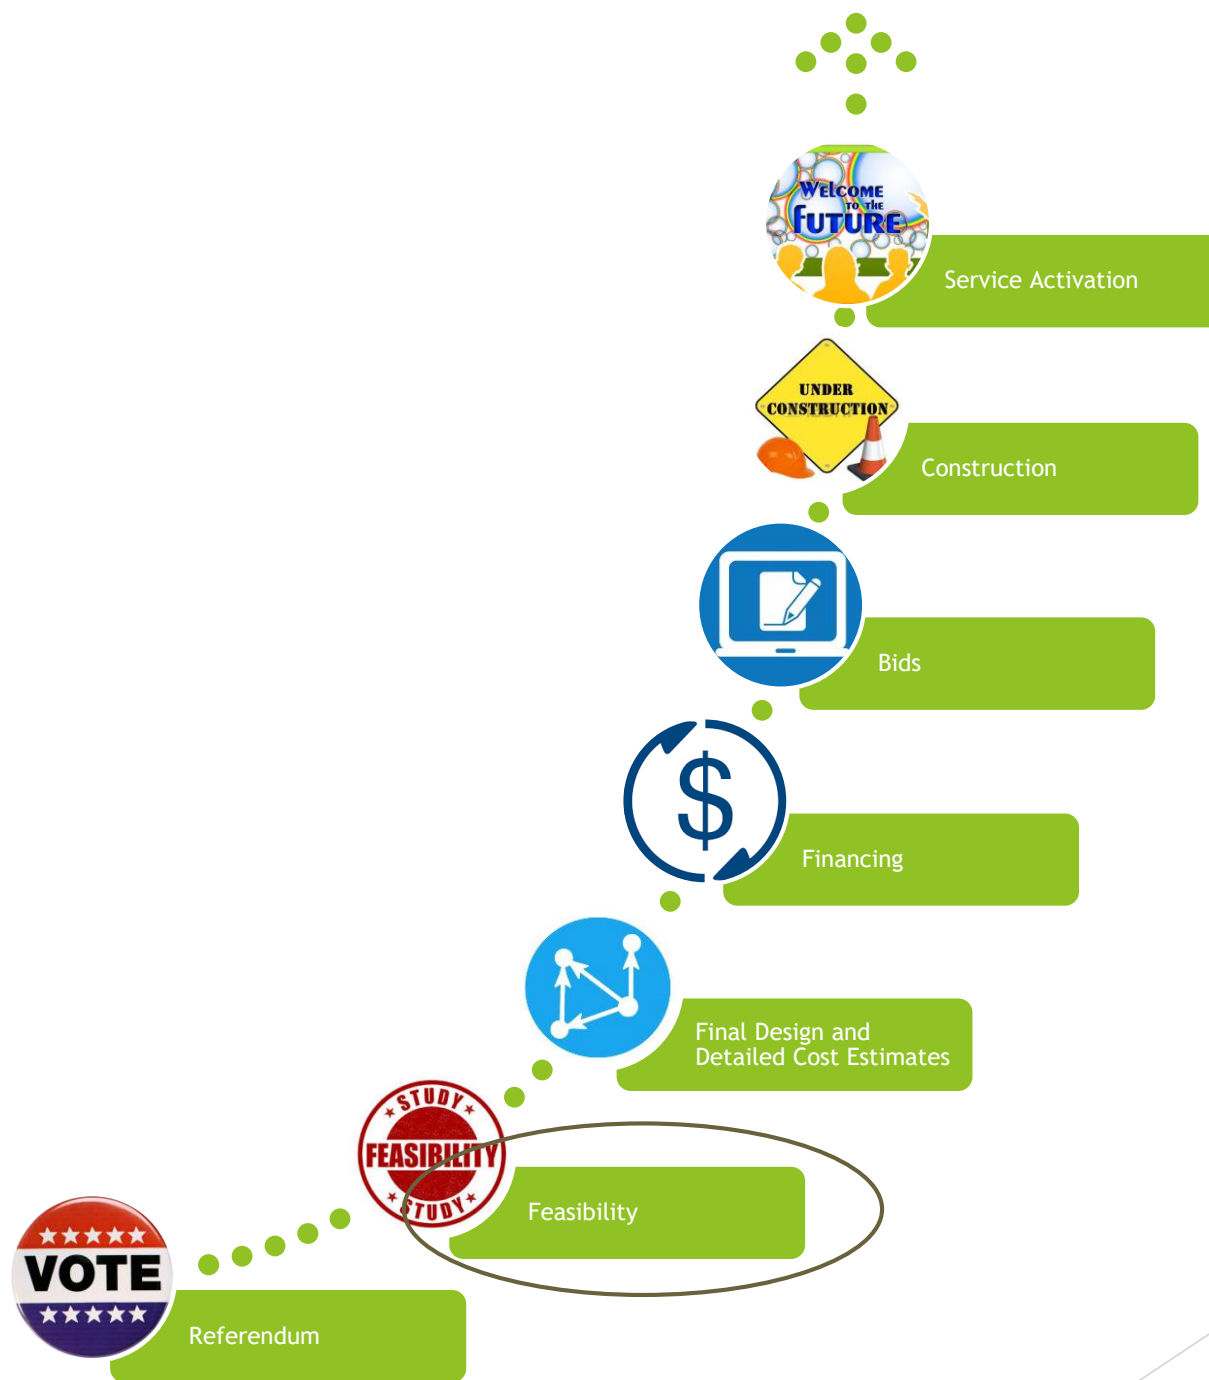 WELCOME
TO THE
FUTURE
Service Activation
UNDER
CONSTRUCTION
Construction
Bids
$
Financing
Final Design and
Detailed Cost Estimates
STUDY
FEASIBILITY
STUDY
Feasibility
VOTE
Referendum